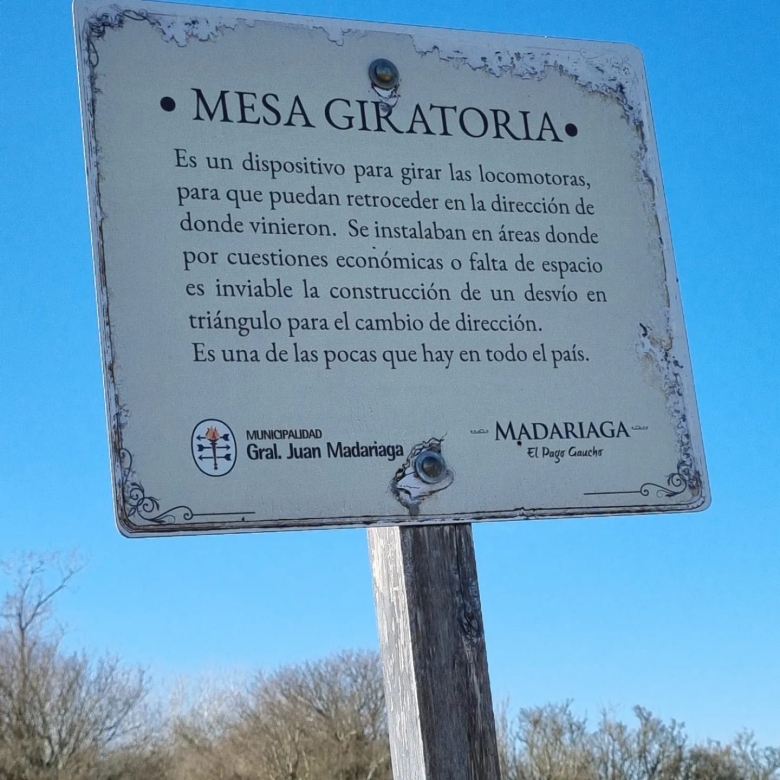 • MESA GIRATORIA •
Es un dispositivo para girar las locomotoras,
para que puedan retroceder en la dirección de
donde vinieron. Se instalaban en áreas donde
por cuestiones económicas o falta de espacio
es inviable la construcción de un desvío en
triángulo para el cambio de dirección.
Es una de las pocas que hay en todo el país.
MUNICIPALIDAD
Gral. Juan Madariaga
MADARIAGA
El Pago Gaucho